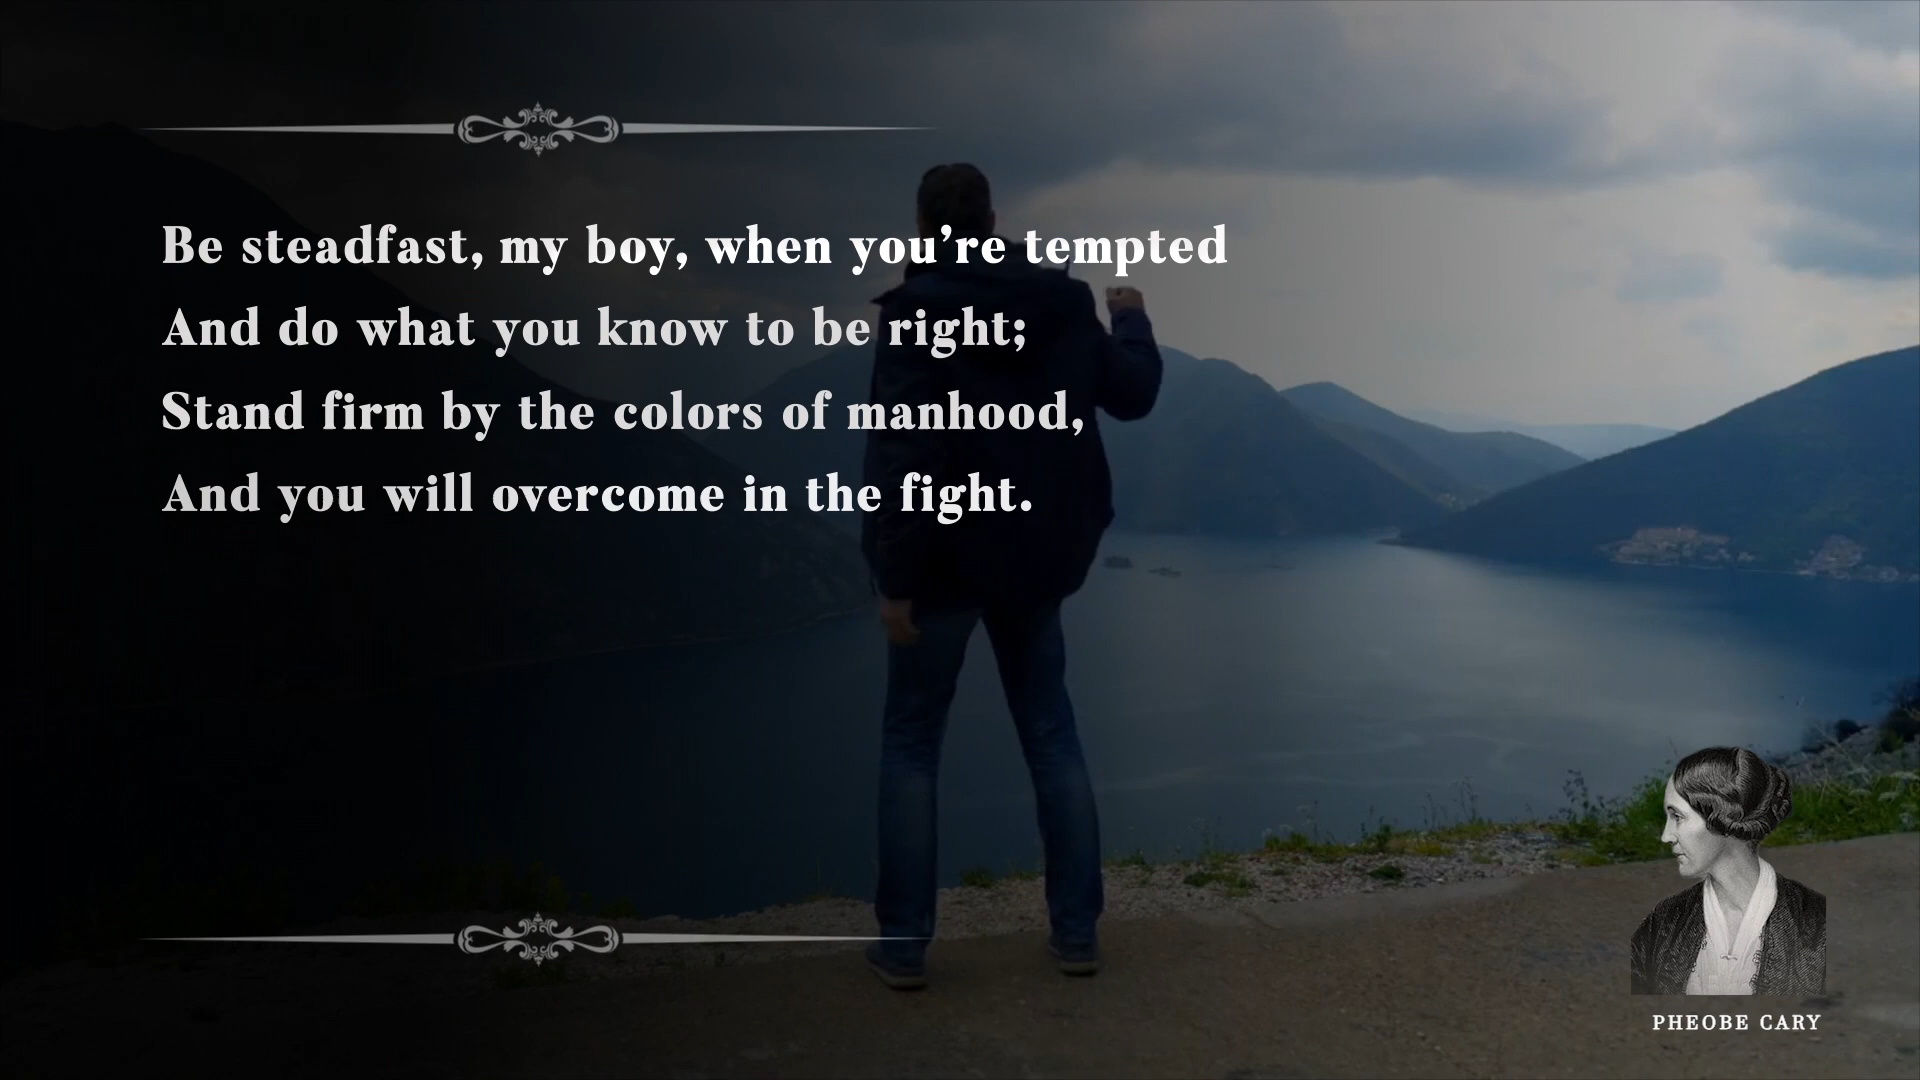 Be steadfast, my boy, when you’re tempted
And do what you know to be right;
Stand firm by the colors of manhood,
And you will overcome in the fight.
PHEOBE CARY